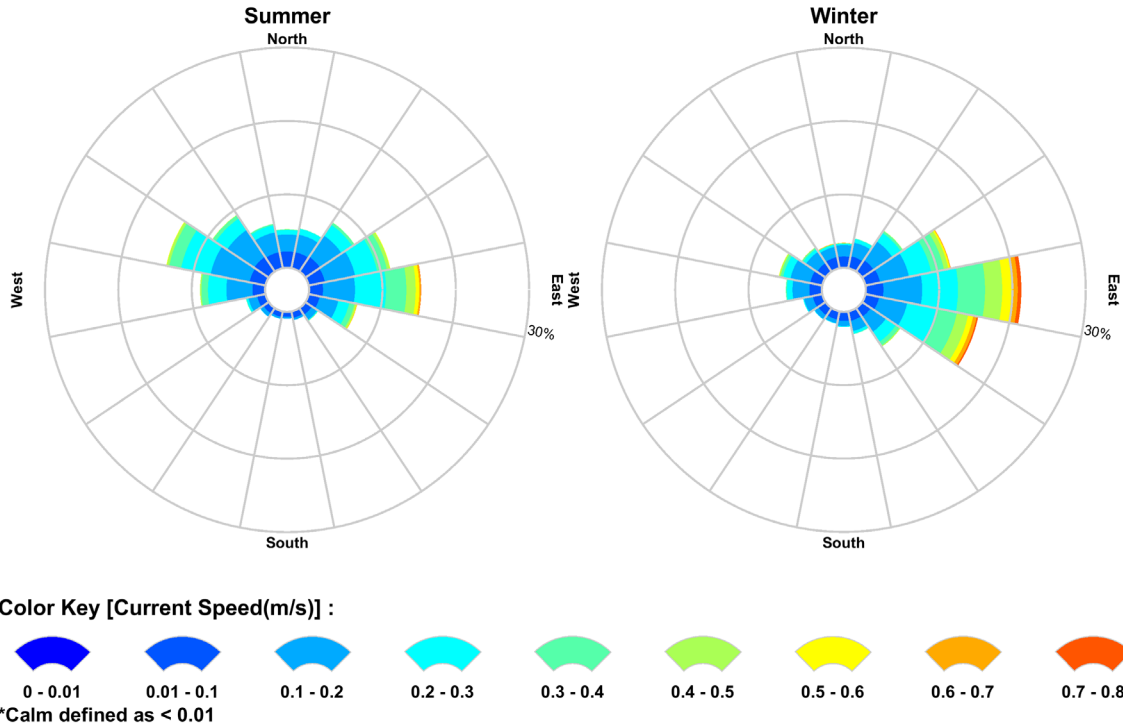 Summer
North
West
East
30%
South
Winter
North
West
East
30%
South
Color Key [Current Speed(m/s)] :
0 - 0.01 0.01 - 0.1 0.1 - 0.2 0.2 - 0.3 0.3 - 0.4 0.4 - 0.5 0.5 - 0.6 0.6 - 0.7 0.7 - 0.8
*Calm defined as < 0.01